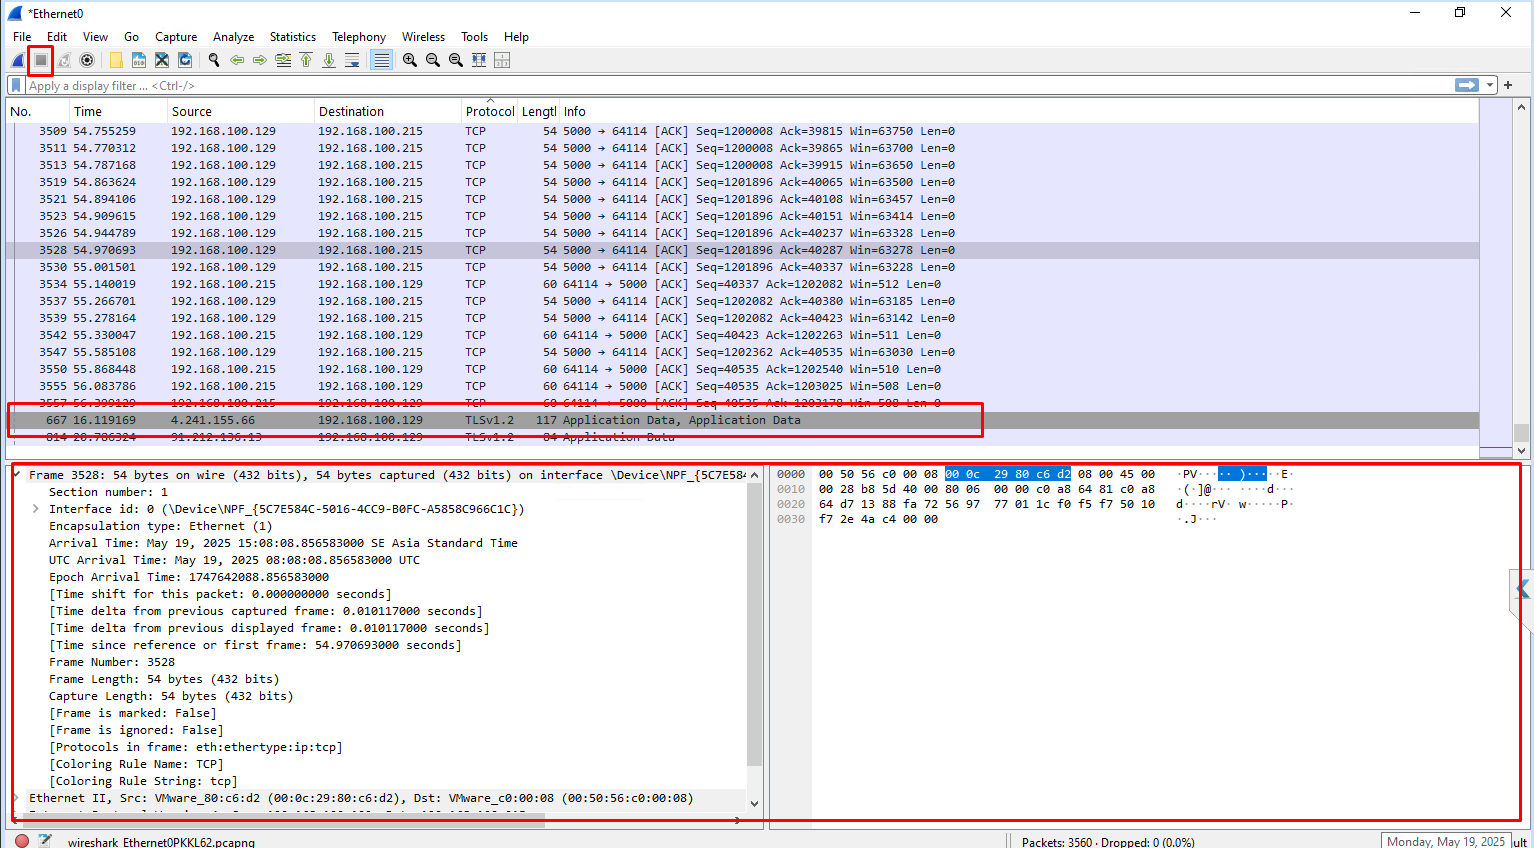 *Ethernet0
File Edit View Go Capture Analyze Statistics Telephony Wireless Tools Help
Apply a display filter ... <Ctrl-/>
No. Time Source Destination Protocol Length Info
3509 54.755259 192.168.100.129 192.168.100.215 TCP 54 5000 → 64114 [ACK] Seq=1200008 Ack=39815 Win=63750 Len=0
3511 54.770312 192.168.100.129 192.168.100.215 TCP 54 5000 → 64114 [ACK] Seq=1200008 Ack=39865 Win=63700 Len=0
3513 54.787168 192.168.100.129 192.168.100.215 TCP 54 5000 → 64114 [ACK] Seq=1200008 Ack=39915 Win=63650 Len=0
3519 54.863624 192.168.100.129 192.168.100.215 TCP 54 5000 → 64114 [ACK] Seq=1201896 Ack=40065 Win=63500 Len=0
3521 54.894106 192.168.100.129 192.168.100.215 TCP 54 5000 → 64114 [ACK] Seq=1201896 Ack=40108 Win=63457 Len=0
3523 54.909615 192.168.100.129 192.168.100.215 TCP 54 5000 → 64114 [ACK] Seq=1201896 Ack=40151 Win=63414 Len=0
3526 54.944789 192.168.100.129 192.168.100.215 TCP 54 5000 → 64114 [ACK] Seq=1201896 Ack=40237 Win=63328 Len=0
3528 54.970693 192.168.100.129 192.168.100.215 TCP 54 5000 → 64114 [ACK] Seq=1201896 Ack=40287 Win=63278 Len=0
3530 55.001501 192.168.100.129 192.168.100.215 TCP 54 5000 → 64114 [ACK] Seq=1201896 Ack=40337 Win=63228 Len=0
3534 55.140019 192.168.100.215 192.168.100.129 TCP 60 64114 → 5000 [ACK] Seq=40337 Ack=1202082 Win=512 Len=0
3537 55.266701 192.168.100.129 192.168.100.215 TCP 54 5000 → 64114 [ACK] Seq=1202082 Ack=40380 Win=63185 Len=0
3539 55.278164 192.168.100.129 192.168.100.215 TCP 54 5000 → 64114 [ACK] Seq=1202082 Ack=40423 Win=63142 Len=0
3542 55.330047 192.168.100.215 192.168.100.129 TCP 60 64114 → 5000 [ACK] Seq=40423 Ack=1202263 Win=511 Len=0
3547 55.585108 192.168.100.129 192.168.100.215 TCP 54 5000 → 64114 [ACK] Seq=1202362 Ack=40535 Win=63030 Len=0
3550 55.868448 192.168.100.215 192.168.100.129 TCP 60 64114 → 5000 [ACK] Seq=40535 Ack=1202540 Win=510 Len=0
3555 56.083786 192.168.100.215 192.168.100.129 TCP 60 64114 → 5000 [ACK] Seq=40535 Ack=1203025 Win=508 Len=0
3557 56.399129 192.168.100.215 192.168.100.129 TCP 60 64114 → 5000 [ACK] Seq=40535 Ack=1203178 Win=508 Len=0
667 16.119169 4.241.155.66 192.168.100.129 TLSv1.2 117 Application Data, Application Data
814 20.786324 91.212.136.13 192.168.100.129 TLSv1.2 84 Application Data
Frame 3528: 54 bytes on wire (432 bits), 54 bytes captured (432 bits) on interface \Device\NPF_{5C7E584
Section number: 1
Interface id: 0 (\Device\NPF_{5C7E584C-5016-4CC9-B0FC-A5858C966C1C})
Encapsulation type: Ethernet (1)
Arrival Time: May 19, 2025 15:08:08.856583000 SE Asia Standard Time
UTC Arrival Time: May 19, 2025 08:08:08.856583000 UTC
Epoch Arrival Time: 1747642088.856583000
[Time shift for this packet: 0.000000000 seconds]
[Time delta from previous captured frame: 0.010117000 seconds]
[Time delta from previous displayed frame: 0.010117000 seconds]
[Time since reference or first frame: 54.970693000 seconds]
Frame Number: 3528
Frame Length: 54 bytes (432 bits)
Capture Length: 54 bytes (432 bits)
[Frame is marked: False]
[Frame is ignored: False]
[Protocols in frame: eth:ethertype:ip:tcp]
[Coloring Rule Name: TCP]
[Coloring Rule String: tcp]
Ethernet II, Src: VMware_80:c6:d2 (00:0c:29:80:c6:d2), Dst: VMware_c0:00:08 (00:50:56:c0:00:08)
0000 00 50 56 c0 00 08 00 0c 29 80 c6 d2 08 00 45 00 ·PV····· )·····E·
0010 00 28 b8 5d 40 00 80 06 00 00 c0 a8 64 81 c0 a8 ·(·]@··· ····d···
0020 64 d7 13 88 fa 72 56 97 77 01 1c f0 f5 f7 50 10 d····rV· w·····P·
0030 f7 2e 4a c4 00 00 ·.J···
wireshark_Ethernet0PKKL62.pcapng
Packets: 3560 · Dropped: 0 (0.0%)
Monday, May 19, 2025
ult